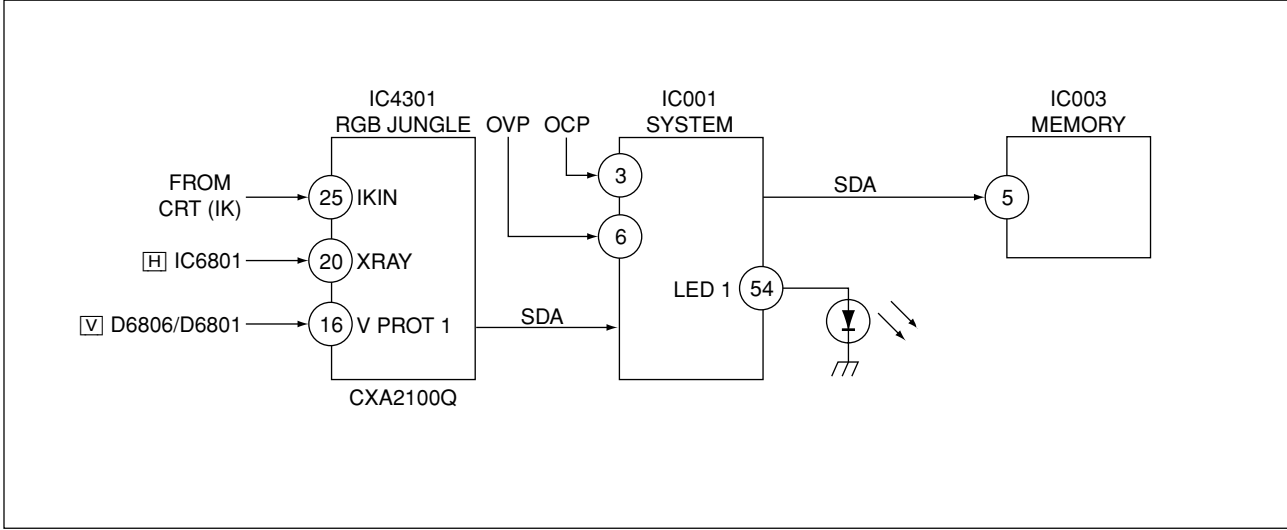 IC4301
RGB JUNGLE
OVP
OCP
IC001
SYSTEM
IC003
MEMORY
FROM
CRT (IK)
25 IKIN
H IC6801
20 XRAY
V D6806/D6801
16 V PROT 1
CXA2100Q
SDA
3
6
LED 1 54
SDA
5